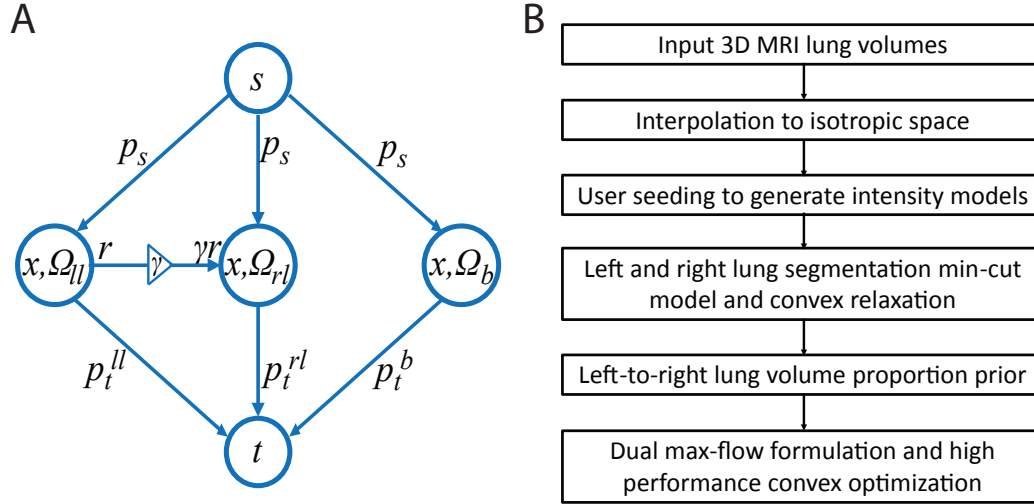 A
s
p_s
p_s
p_s
x,Ω_ll
r
γ
γr
x,Ω_rl
x,Ω_b
p_t^ll
p_t^rl
p_t^b
t
B
Input 3D MRI lung volumes
Interpolation to isotropic space
User seeding to generate intensity models
Left and right lung segmentation min-cut
model and convex relaxation
Left-to-right lung volume proportion prior
Dual max-flow formulation and high
performance convex optimization